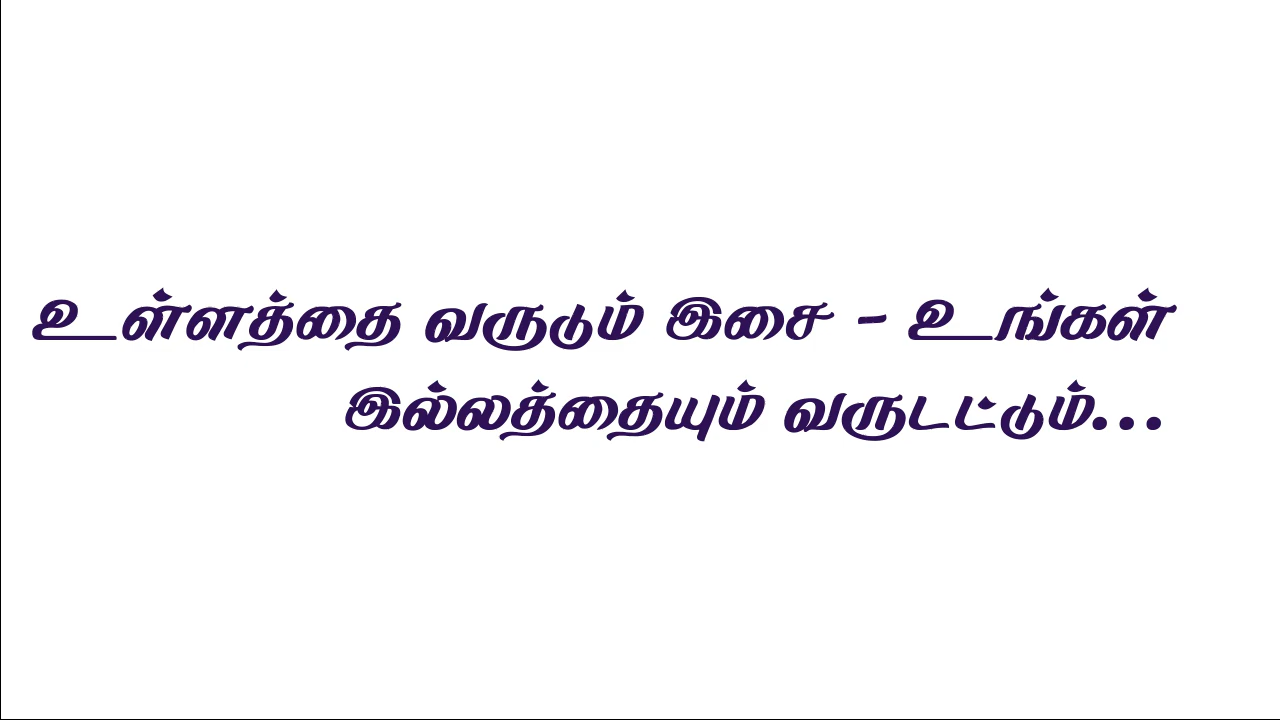 உள்ளத்தை வருடும் இசை - உங்கள்
இல்லத்தையும் வருடட்டும்...